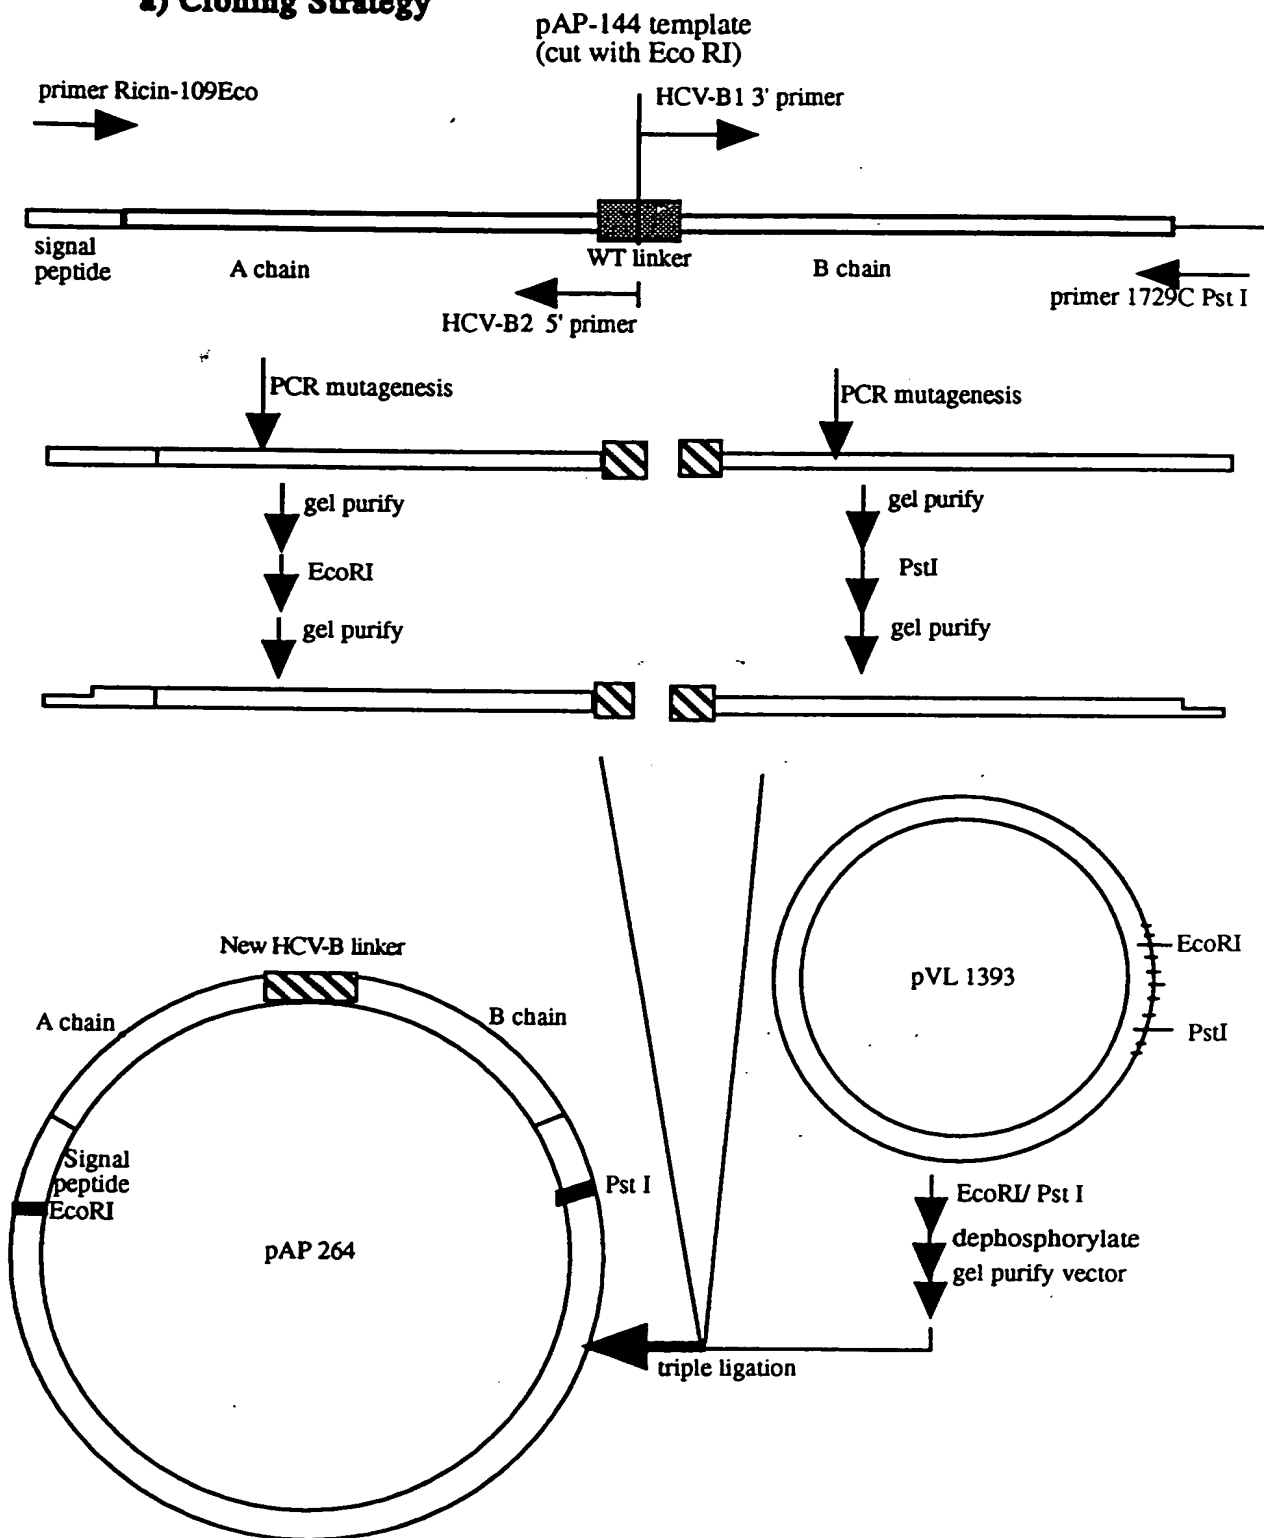 a) Cloning Strategy
pAP-144 template
(cut with Eco RI)
primer Ricin-109Eco
HCV-B1 3' primer
signal
peptide
A chain
WT linker
B chain
primer 1729C Pst I
HCV-B2 5' primer
PCR mutagenesis
PCR mutagenesis
gel purify
gel purify
EcoRI
PstI
gel purify
gel purify
New HCV-B linker
A chain
B chain
EcoRI
pVL 1393
PstI
Signal
peptide
EcoRI
Pst I
pAP 264
EcoRI/ Pst I
dephosphorylate
gel purify vector
triple ligation